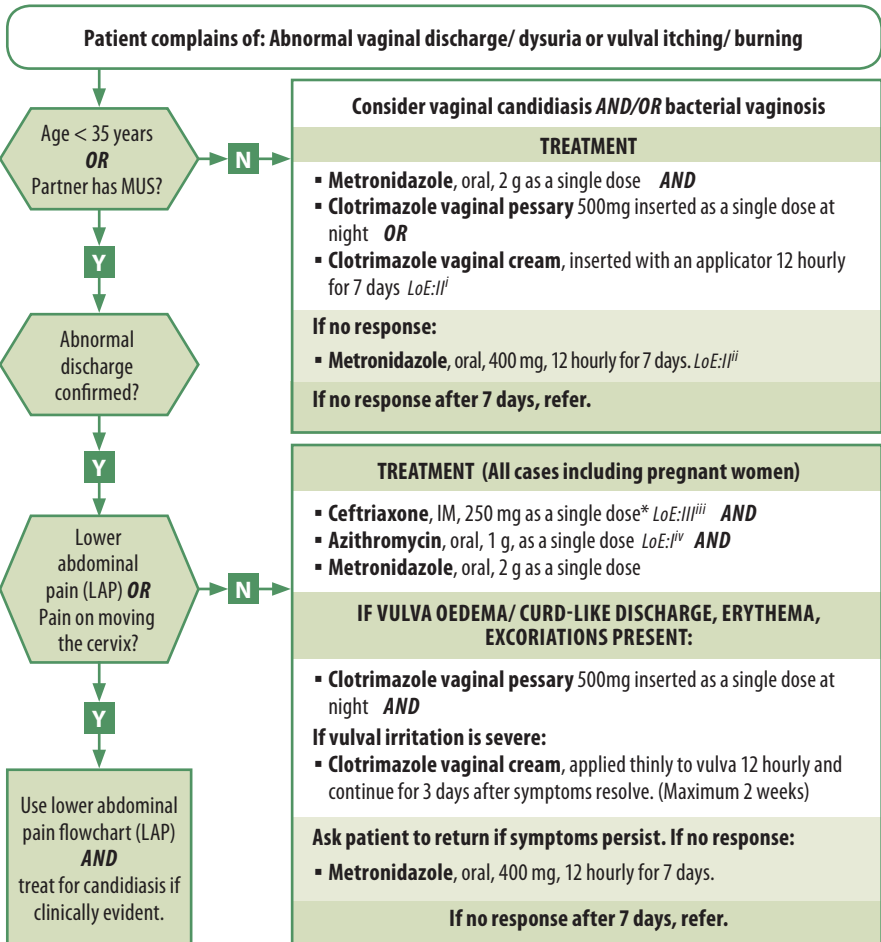 Patient complains of: Abnormal vaginal discharge/ dysuria or vulval itching/ burning
Age < 35 years
OR
Partner has MUS?
N
Consider vaginal candidiasis AND/OR bacterial vaginosis
TREATMENT
▪ Metronidazole, oral, 2 g as a single dose AND
▪ Clotrimazole vaginal pessary 500mg inserted as a single dose at
night OR
▪ Clotrimazole vaginal cream, inserted with an applicator 12 hourly
for 7 days LoE:II^i
If no response:
▪ Metronidazole, oral, 400 mg, 12 hourly for 7 days. LoE:II^ii
If no response after 7 days, refer.
Y
Abnormal
discharge
confirmed?
Y
Lower
abdominal
pain (LAP) OR
Pain on moving
the cervix?
N
TREATMENT (All cases including pregnant women)
▪ Ceftriaxone, IM, 250 mg as a single dose* LoE:III^iii AND
▪ Azithromycin, oral, 1 g, as a single dose LoE:I^iv AND
▪ Metronidazole, oral, 2 g as a single dose
IF VULVA OEDEMA/ CURD-LIKE DISCHARGE, ERYTHEMA,
EXCORIATIONS PRESENT:
▪ Clotrimazole vaginal pessary 500mg inserted as a single dose at
night AND
If vulval irritation is severe:
▪ Clotrimazole vaginal cream, applied thinly to vulva 12 hourly and
continue for 3 days after symptoms resolve. (Maximum 2 weeks)
Ask patient to return if symptoms persist. If no response:
▪ Metronidazole, oral, 400 mg, 12 hourly for 7 days.
If no response after 7 days, refer.
Y
Use lower abdominal
pain flowchart (LAP)
AND
treat for candidiasis if
clinically evident.